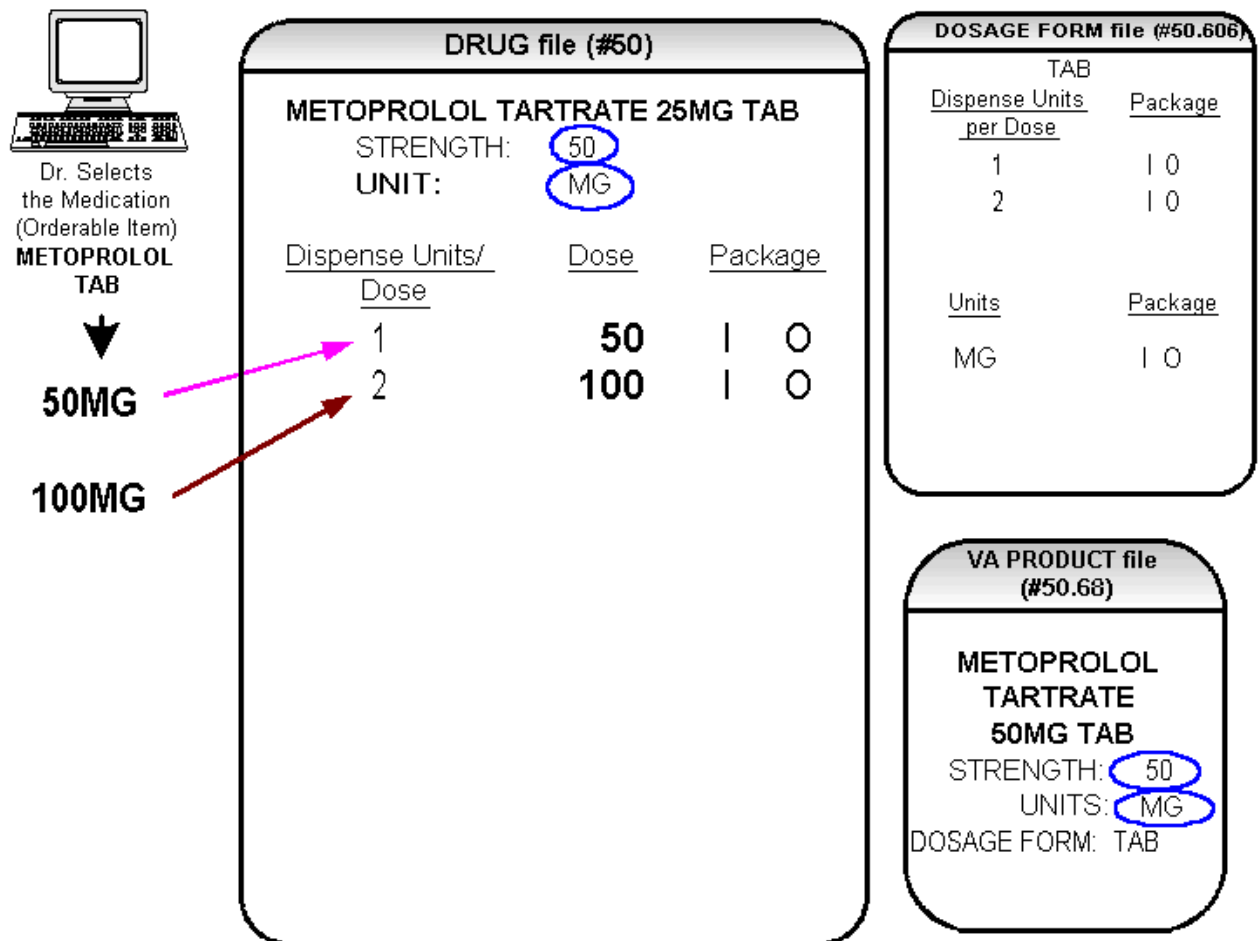 Dr. Selects
the Medication
(Orderable Item)
METOPROLOL
TAB
50MG
100MG
DRUG file (#50)
METOPROLOL TARTRATE 25MG TAB
STRENGTH: 50
UNIT: MG
Dispense Units/ Dose Package
Dose
1 50 I O
2 100 I O
DOSAGE FORM file (#50.606)
TAB
Dispense Units Package
per Dose
1 I O
2 I O
Units Package
MG I O
VA PRODUCT file
(#50.68)
METOPROLOL
TARTRATE
50MG TAB
STRENGTH: 50
UNITS: MG
DOSAGE FORM: TAB